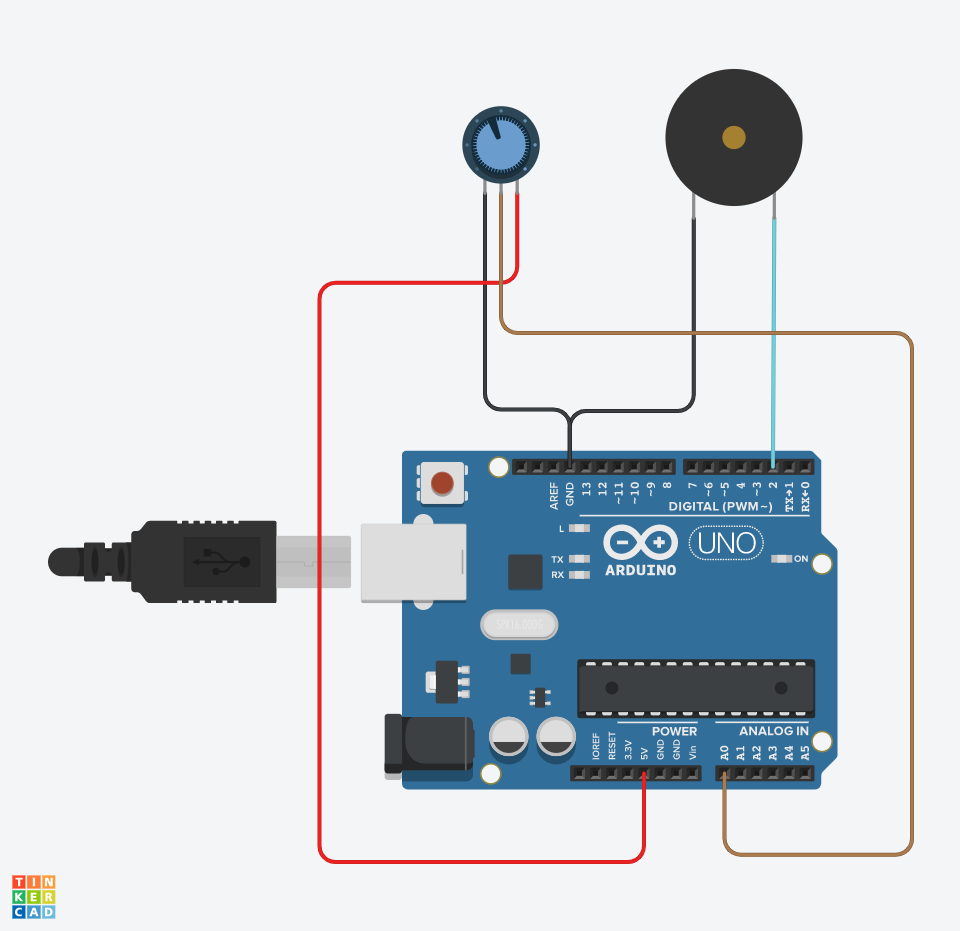 AREF
GND
13
12
~11
~10
~9
8
7
~6
~5
4
~3
2
TX→1
RX←0
DIGITAL (PWM~)
L
TX
RX
ARDUINO
UNO
ON
POWER
ANALOG IN
IOREF
RESET
3.3V
5V
GND
GND
Vin
A0
A1
A2
A3
A4
A5
TIN
KER
CAD